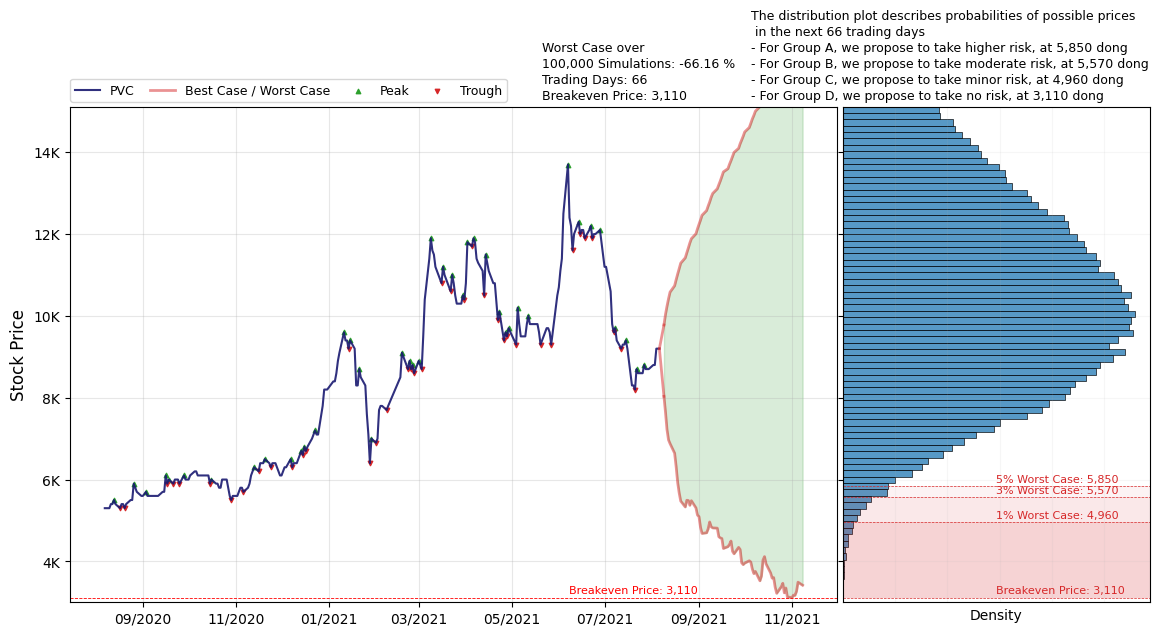 The distribution plot describes probabilities of possible prices
in the next 66 trading days
- For Group A, we propose to take higher risk, at 5,850 dong
- For Group B, we propose to take moderate risk, at 5,570 dong
- For Group C, we propose to take minor risk, at 4,960 dong
- For Group D, we propose to take no risk, at 3,110 dong
Worst Case over
100,000 Simulations: -66.16 %
Trading Days: 66
Breakeven Price: 3,110
PVC
Best Case / Worst Case
Peak
Trough
Stock Price
14K
12K
10K
8K
6K
4K
Breakeven Price: 3,110
09/2020
11/2020
01/2021
03/2021
05/2021
07/2021
09/2021
11/2021
5% Worst Case: 5,850
3% Worst Case: 5,570
1% Worst Case: 4,960
Breakeven Price: 3,110
Density